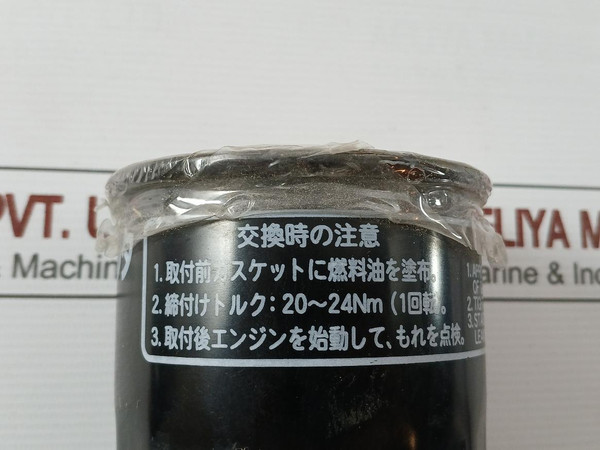 交換時の注意
1. 取付前ガスケットに燃料油を塗布。
2. 締付けトルク：20〜24Nm（1回転）。
3. 取付後エンジンを始動して、もれを点検。
PVT.
& Machin
ELIYA M
arine & Ind